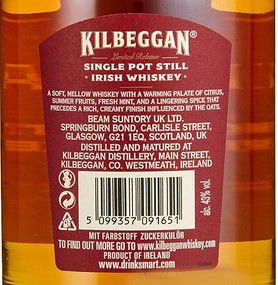 KILBEGGAN
Limited Release
SINGLE POT STILL
IRISH WHISKEY
A SOFT, MELLOW WHISKEY WITH A WARMING PALATE OF CITRUS,
SUMMER FRUITS, FRESH MINT, AND A LINGERING SPICE THAT
PRECEDES A RICH, CREAMY FINISH INFLUENCED BY THE OATS.
BEAM SUNTORY UK LTD.
SPRINGBURN BOND, CARLISLE STREET,
GLASGOW, G21 1EQ, SCOTLAND, UK
DISTILLED AND MATURED AT
KILBEGGAN DISTILLERY, MAIN STREET,
KILBEGGAN, CO. WESTMEATH, IRELAND
5 099357 091651
alc. 43% vol.
MIT FARBSTOFF ZUCKERKULÖR
TO FIND OUT MORE GO TO www.kilbegganwhiskey.com
PRODUCT OF IRELAND
www.drinksmart.com